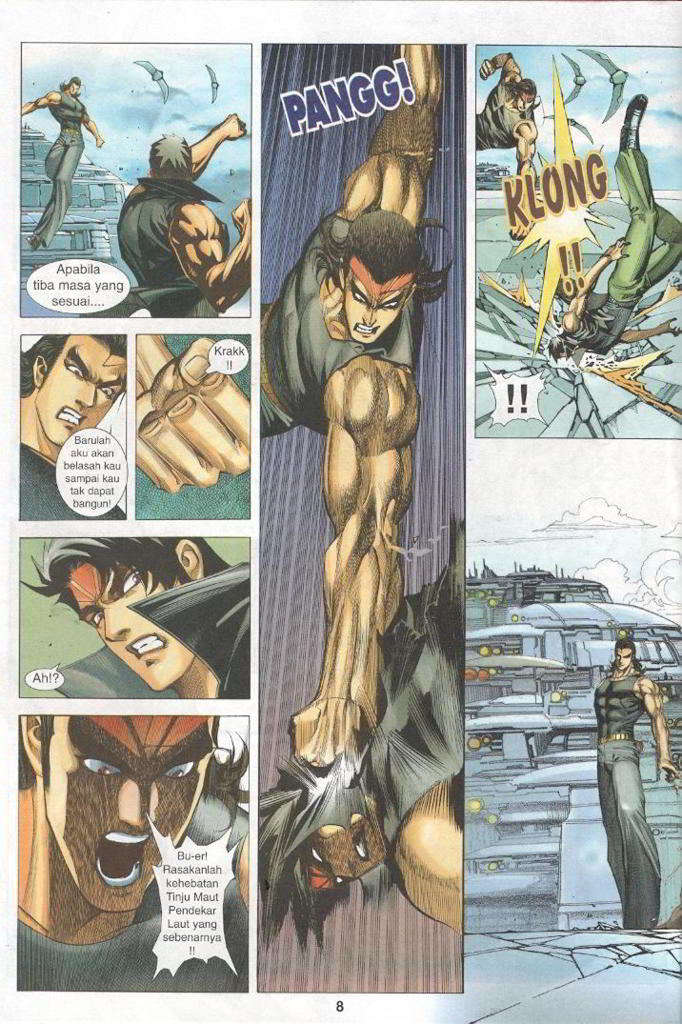 Apabila
tiba masa yang
sesuai....
Barulah
aku akan
belasah kau
sampai kau
tak dapat
bangun!
Krakk
!!
Ah!?
Bu-er!
Rasakanlah
kehebatan
Tinju Maut
Pendekar
Laut yang
sebenarnya
!!
PANGG!
KLONG
!!
!!
8